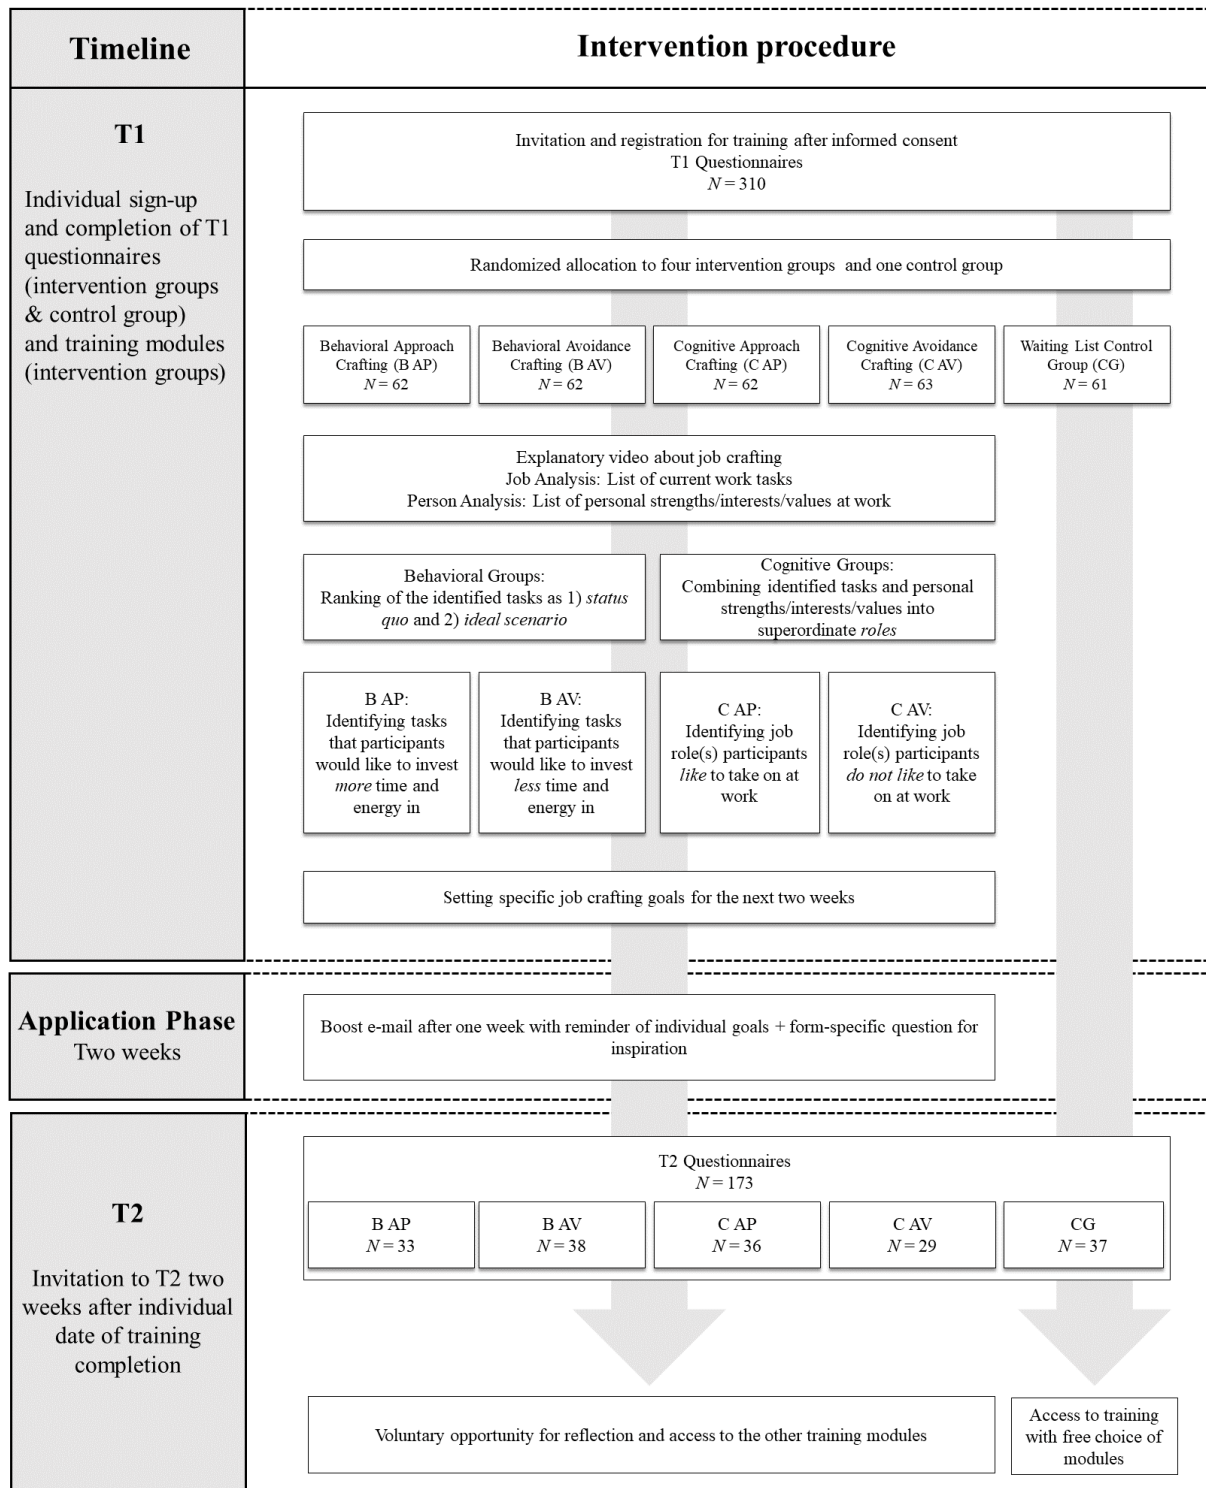 Timeline
Intervention procedure
T1
Individual sign-up
and completion of T1
questionnaires
(intervention groups
& control group)
and training modules
(intervention groups)
Invitation and registration for training after informed consent
T1 Questionnaires
N = 310
Randomized allocation to four intervention groups and one control group
Behavioral Approach
Crafting (B AP)
N = 62
Behavioral Avoidance
Crafting (B AV)
N = 62
Cognitive Approach
Crafting (C AP)
N = 62
Cognitive Avoidance
Crafting (C AV)
N = 63
Waiting List Control
Group (CG)
N = 61
Explanatory video about job crafting
Job Analysis: List of current work tasks
Person Analysis: List of personal strengths/interests/values at work
Behavioral Groups:
Ranking of the identified tasks as 1) status
quo and 2) ideal scenario
Cognitive Groups:
Combining identified tasks and personal
strengths/interests/values into
superordinate roles
B AP:
Identifying tasks
that participants
would like to invest
more time and
energy in
B AV:
Identifying tasks
that participants
would like to invest
less time and
energy in
C AP:
Identifying job
role(s) participants
like to take on at
work
C AV:
Identifying job
role(s) participants
do not like to take
on at work
Setting specific job crafting goals for the next two weeks
Application Phase
Two weeks
Boost e-mail after one week with reminder of individual goals + form-specific question for
inspiration
T2
Invitation to T2 two
weeks after individual
date of training
completion
T2 Questionnaires
N = 173
B AP
N = 33
B AV
N = 38
C AP
N = 36
C AV
N = 29
CG
N = 37
Voluntary opportunity for reflection and access to the other training modules
Access to training
with free choice of
modules